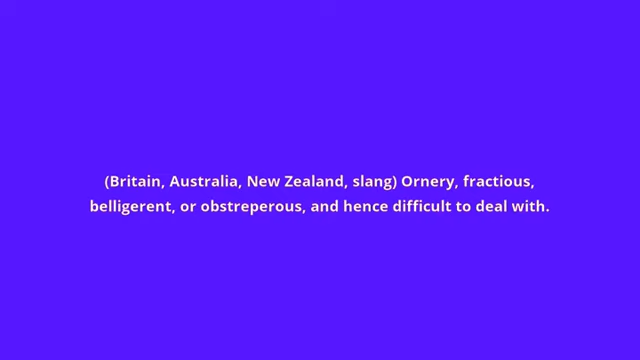 (Britain, Australia, New Zealand, slang) Ornery, fractious,
belligerent, or obstreperous, and hence difficult to deal with.